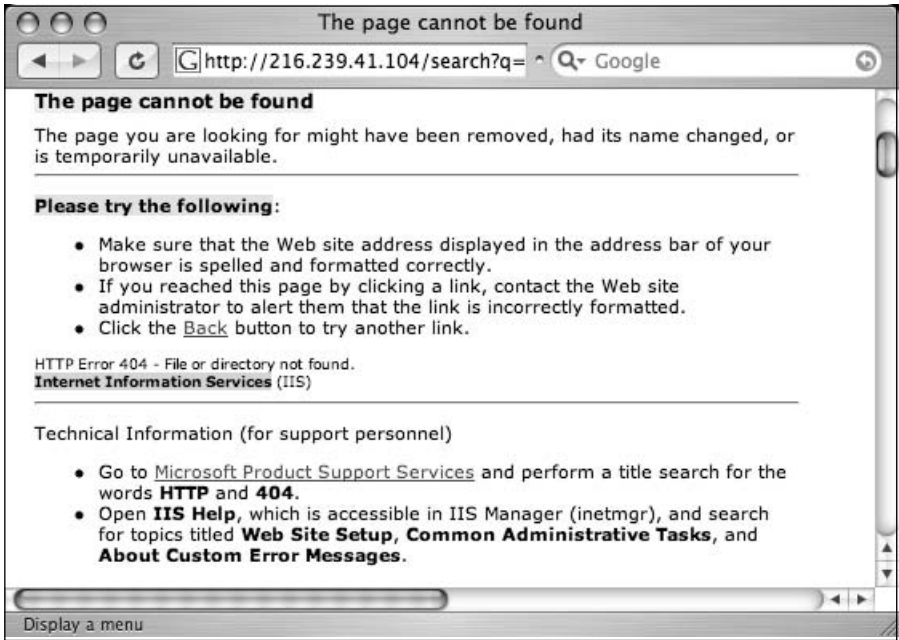 The page cannot be found
G http://216.239.41.104/search?q= Google
The page cannot be found
The page you are looking for might have been removed, had its name changed, or
is temporarily unavailable.
Please try the following:
• Make sure that the Web site address displayed in the address bar of your
browser is spelled and formatted correctly.
• If you reached this page by clicking a link, contact the Web site
administrator to alert them that the link is incorrectly formatted.
• Click the Back button to try another link.
HTTP Error 404 - File or directory not found.
Internet Information Services (IIS)
Technical Information (for support personnel)
• Go to Microsoft Product Support Services and perform a title search for the
words HTTP and 404.
• Open IIS Help, which is accessible in IIS Manager (inetmgr), and search
for topics titled Web Site Setup, Common Administrative Tasks, and
About Custom Error Messages.
Display a menu